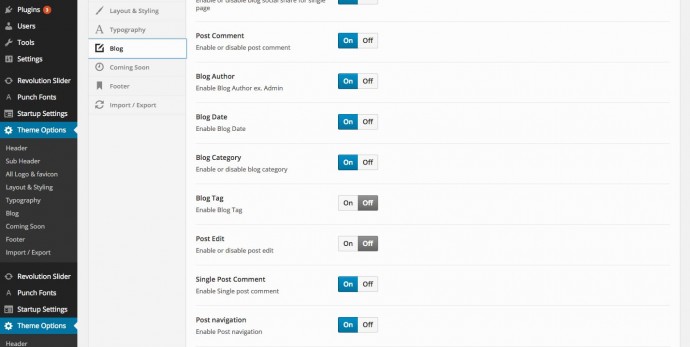 Plugins 3
Users
Tools
Settings
Revolution Slider
Punch Fonts
Startup Settings
Theme Options
Header
Sub Header
All Logo & favicon
Layout & Styling
Typography
Blog
Coming Soon
Footer
Import / Export
Revolution Slider
Punch Fonts
Startup Settings
Theme Options
Header
Layout & Styling
Typography
Blog
Coming Soon
Footer
Import / Export
Enable or disable blog social share for single
page
Post Comment
Enable or disable post comment
On Off
Blog Author
Enable Blog Author ex. Admin
On Off
Blog Date
Enable Blog Date
On Off
Blog Category
Enable or disable blog category
On Off
Blog Tag
Enable Blog Tag
On Off
Post Edit
Enable or disable post edit
On Off
Single Post Comment
Enable Single post comment
On Off
Post navigation
Enable Post navigation
On Off